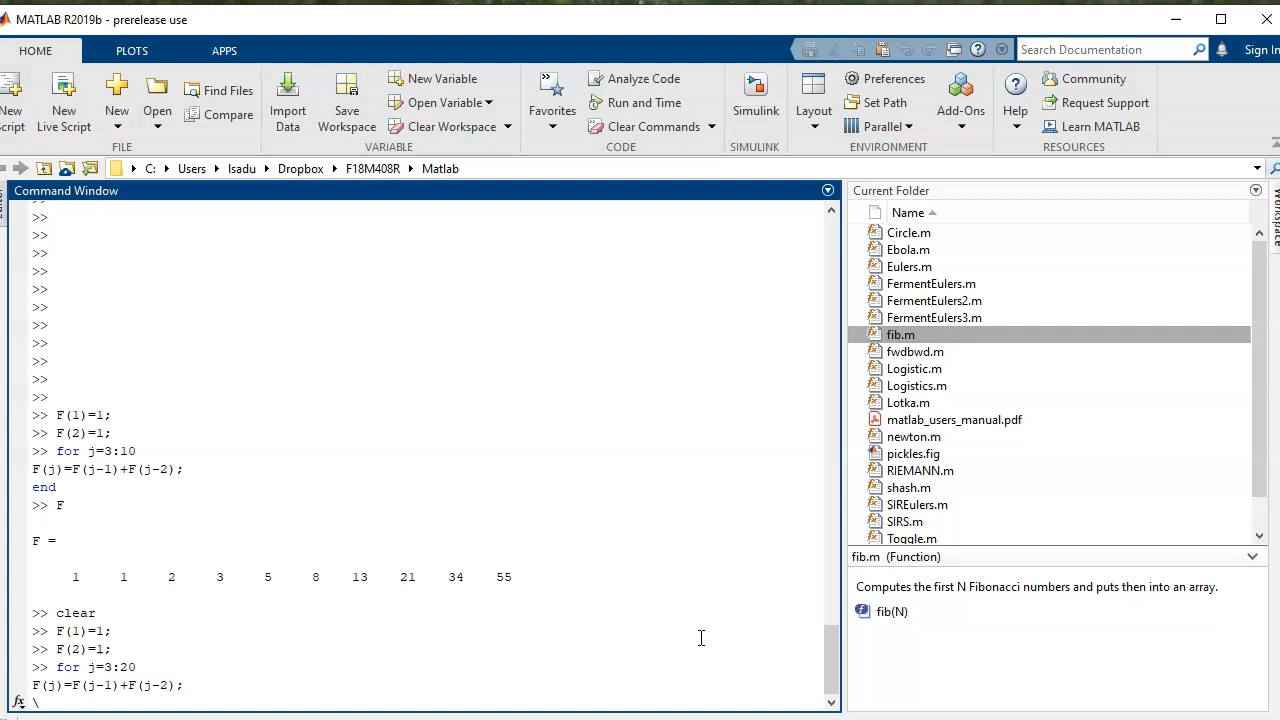 MATLAB R2019b - prerelease use
HOME PLOTS APPS
Search Documentation
Sign In
New Script
New Live Script
New
Open
Find Files
Compare
FILE
Import Data
Save Workspace
New Variable
Open Variable
Clear Workspace
VARIABLE
Favorites
Analyze Code
Run and Time
Clear Commands
CODE
Simulink
SIMULINK
Layout
Preferences
Set Path
Parallel
Add-Ons
ENVIRONMENT
Help
Community
Request Support
Learn MATLAB
RESOURCES
C: Users Isadu Dropbox F18M408R Matlab
Command Window
>>
>>
>>
>>
>>
>>
>>
>>
>>
>>
>>
>> F(1)=1;
>> F(2)=1;
>> for j=3:10
F(j)=F(j-1)+F(j-2);
end
>> F
F =
1 1 2 3 5 8 13 21 34 55
>> clear
>> F(1)=1;
>> F(2)=1;
>> for j=3:20
F(j)=F(j-1)+F(j-2);
fx \
Current Folder
Name
Circle.m
Ebola.m
Eulers.m
FermentEulers.m
FermentEulers2.m
FermentEulers3.m
fib.m
fwdbwd.m
Logistic.m
Logistics.m
Lotka.m
matlab_users_manual.pdf
newton.m
pickles.fig
RIEMANN.m
shash.m
SIREulers.m
SIRS.m
Toggle.m
fib.m (Function)
Computes the first N Fibonacci numbers and puts then into an array.
fib(N)
Workspace